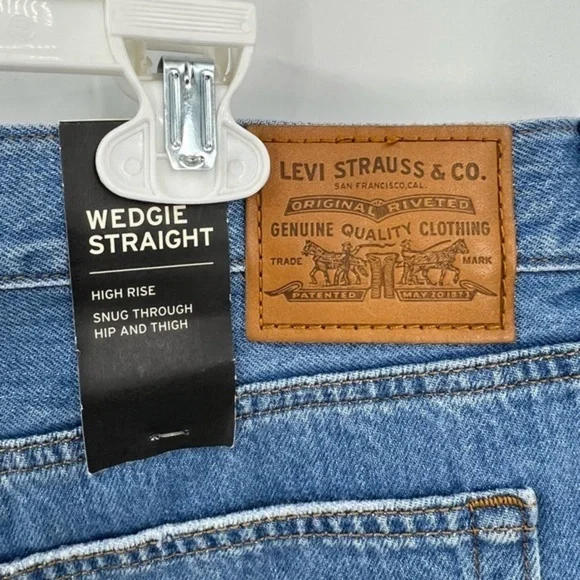 WEDGIE
STRAIGHT
HIGH RISE
SNUG THROUGH
HIP AND THIGH
LEVI STRAUSS & CO.
SAN FRANCISCO, CAL.
ORIGINAL RIVETED
GENUINE QUALITY CLOTHING
TRADE MARK
PATENTED MAY 20 1873